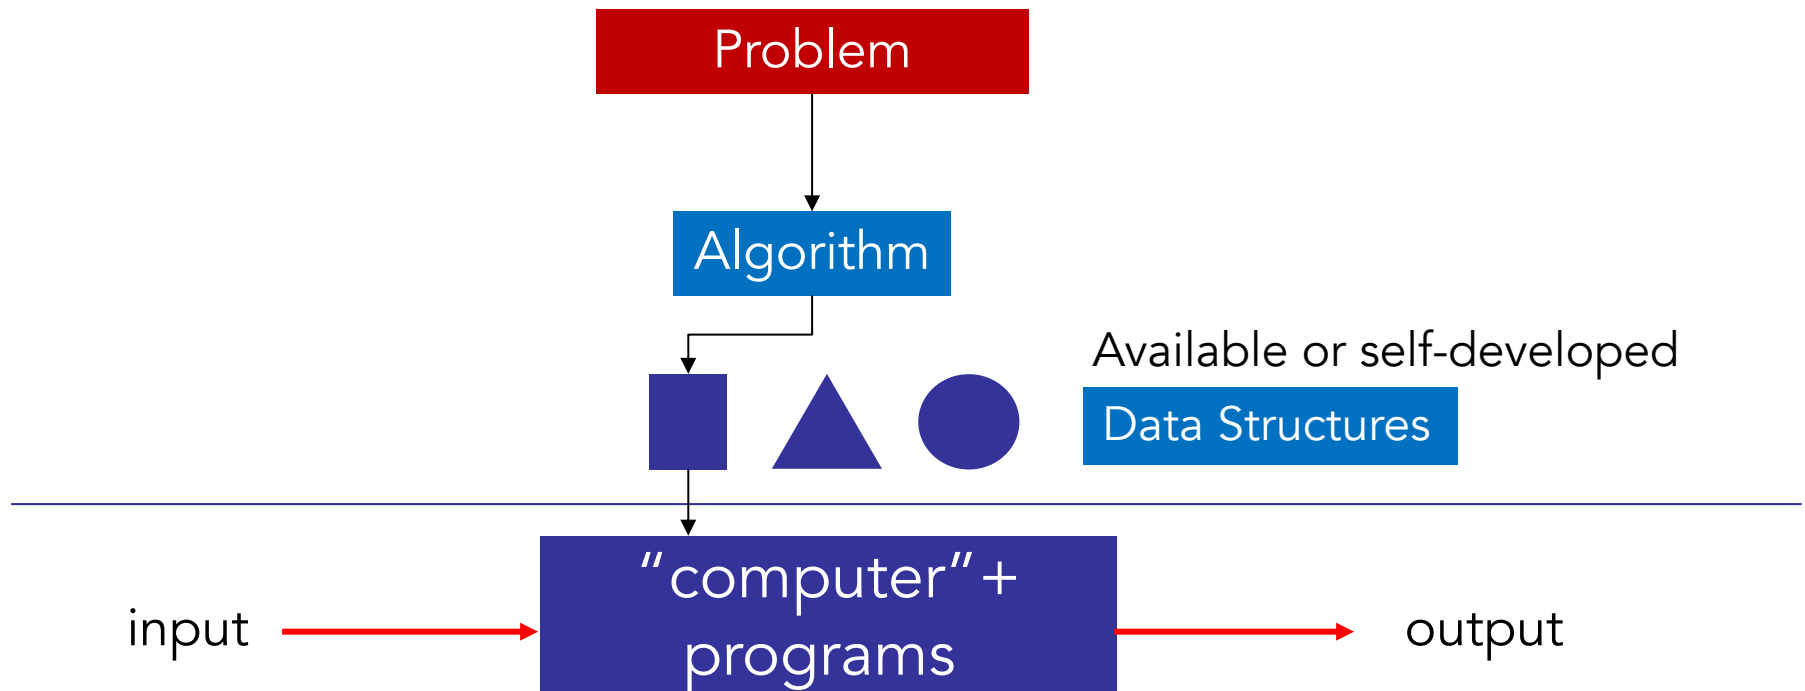 Problem
Algorithm
Available or self-developed
Data Structures
“computer”+
programs
input
output